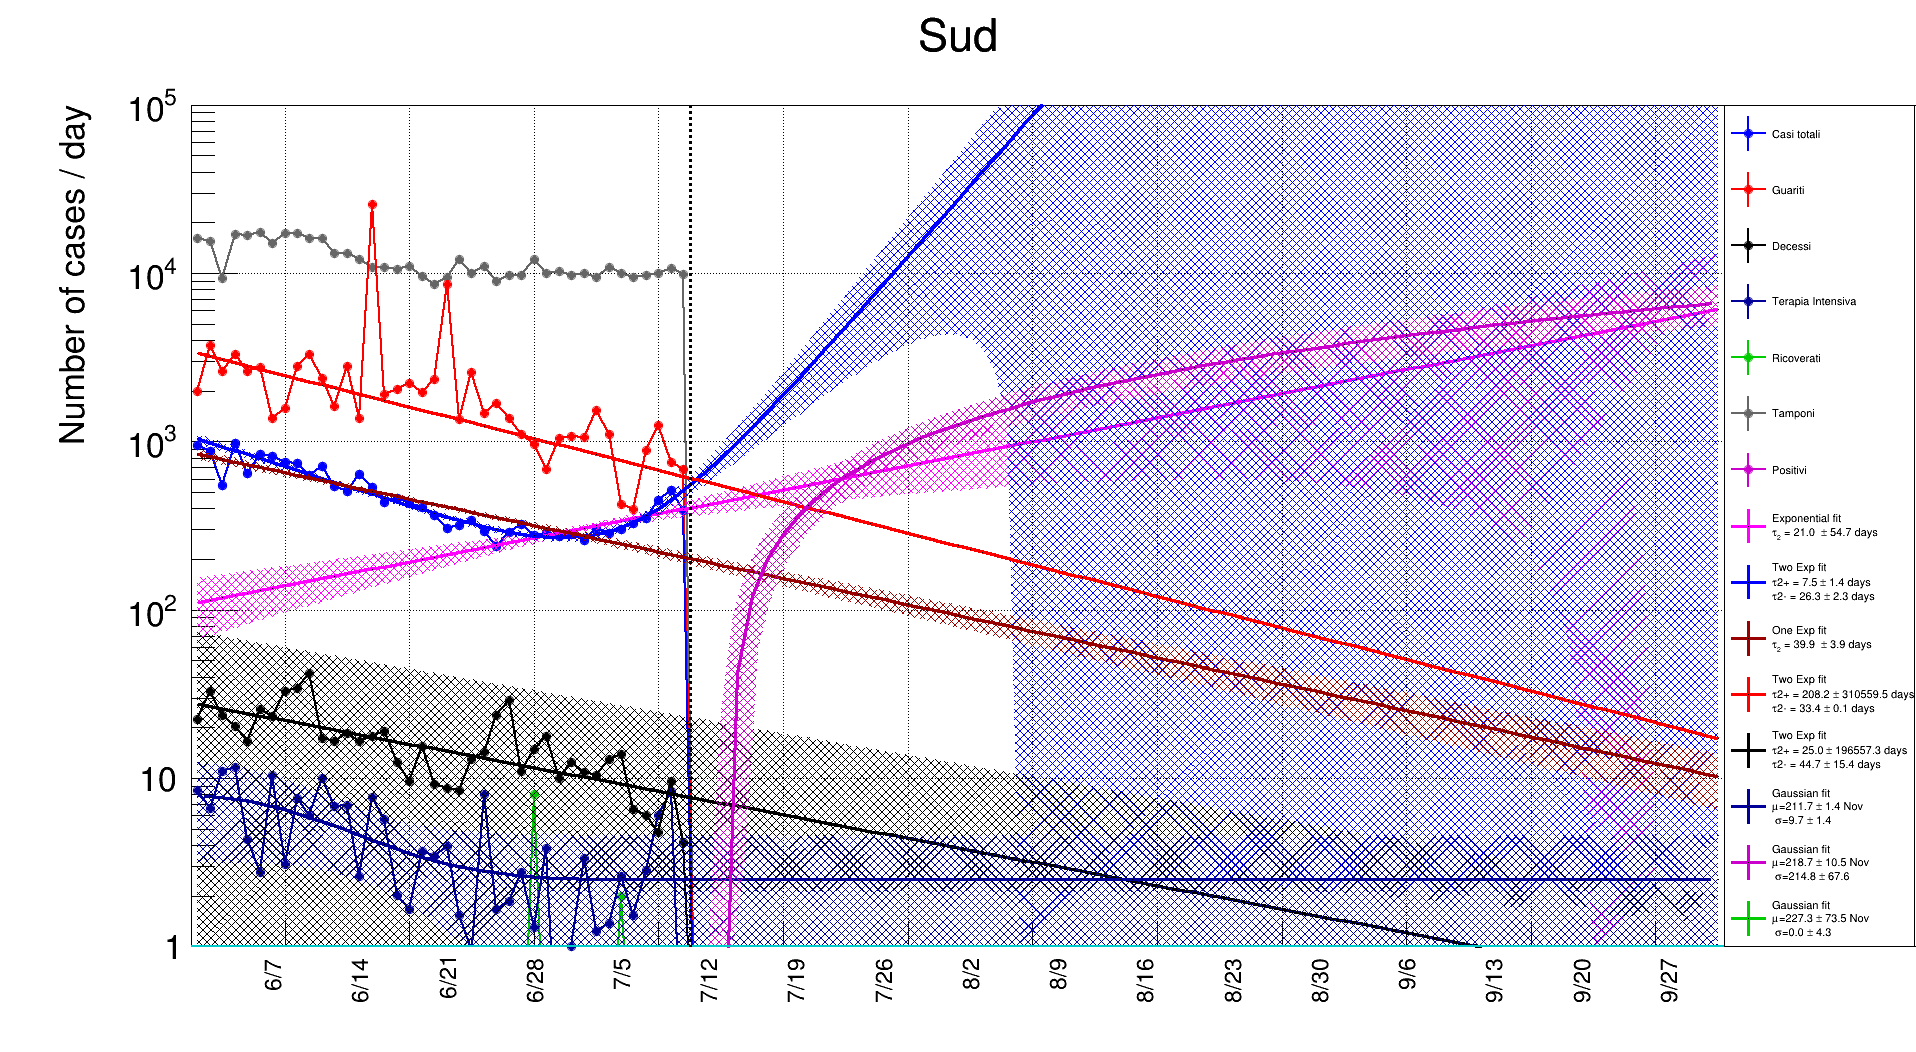 Sud
Number of cases / day
10^5
10^4
10^3
10^2
10
1
6/7
6/14
6/21
6/28
7/5
7/12
7/19
7/26
8/2
8/9
8/16
8/23
8/30
9/6
9/13
9/20
9/27
Casi totali
Guariti
Decessi
Terapia Intensiva
Ricoverati
Tamponi
Positivi
Exponential fit
τ₂ = 21.0 ± 54.7 days
Two Exp fit
τ2+ = 7.5 ± 1.4 days
τ2- = 26.3 ± 2.3 days
One Exp fit
τ₂ = 39.9 ± 3.9 days
Two Exp fit
τ2+ = 208.2 ± 310559.5 days
τ2- = 33.4 ± 0.1 days
Two Exp fit
τ2+ = 25.0 ± 196557.3 days
τ2- = 44.7 ± 15.4 days
Gaussian fit
μ=211.7 ± 1.4 Nov
σ=9.7 ± 1.4
Gaussian fit
μ=218.7 ± 10.5 Nov
σ=214.8 ± 67.6
Gaussian fit
μ=227.3 ± 73.5 Nov
σ=0.0 ± 4.3